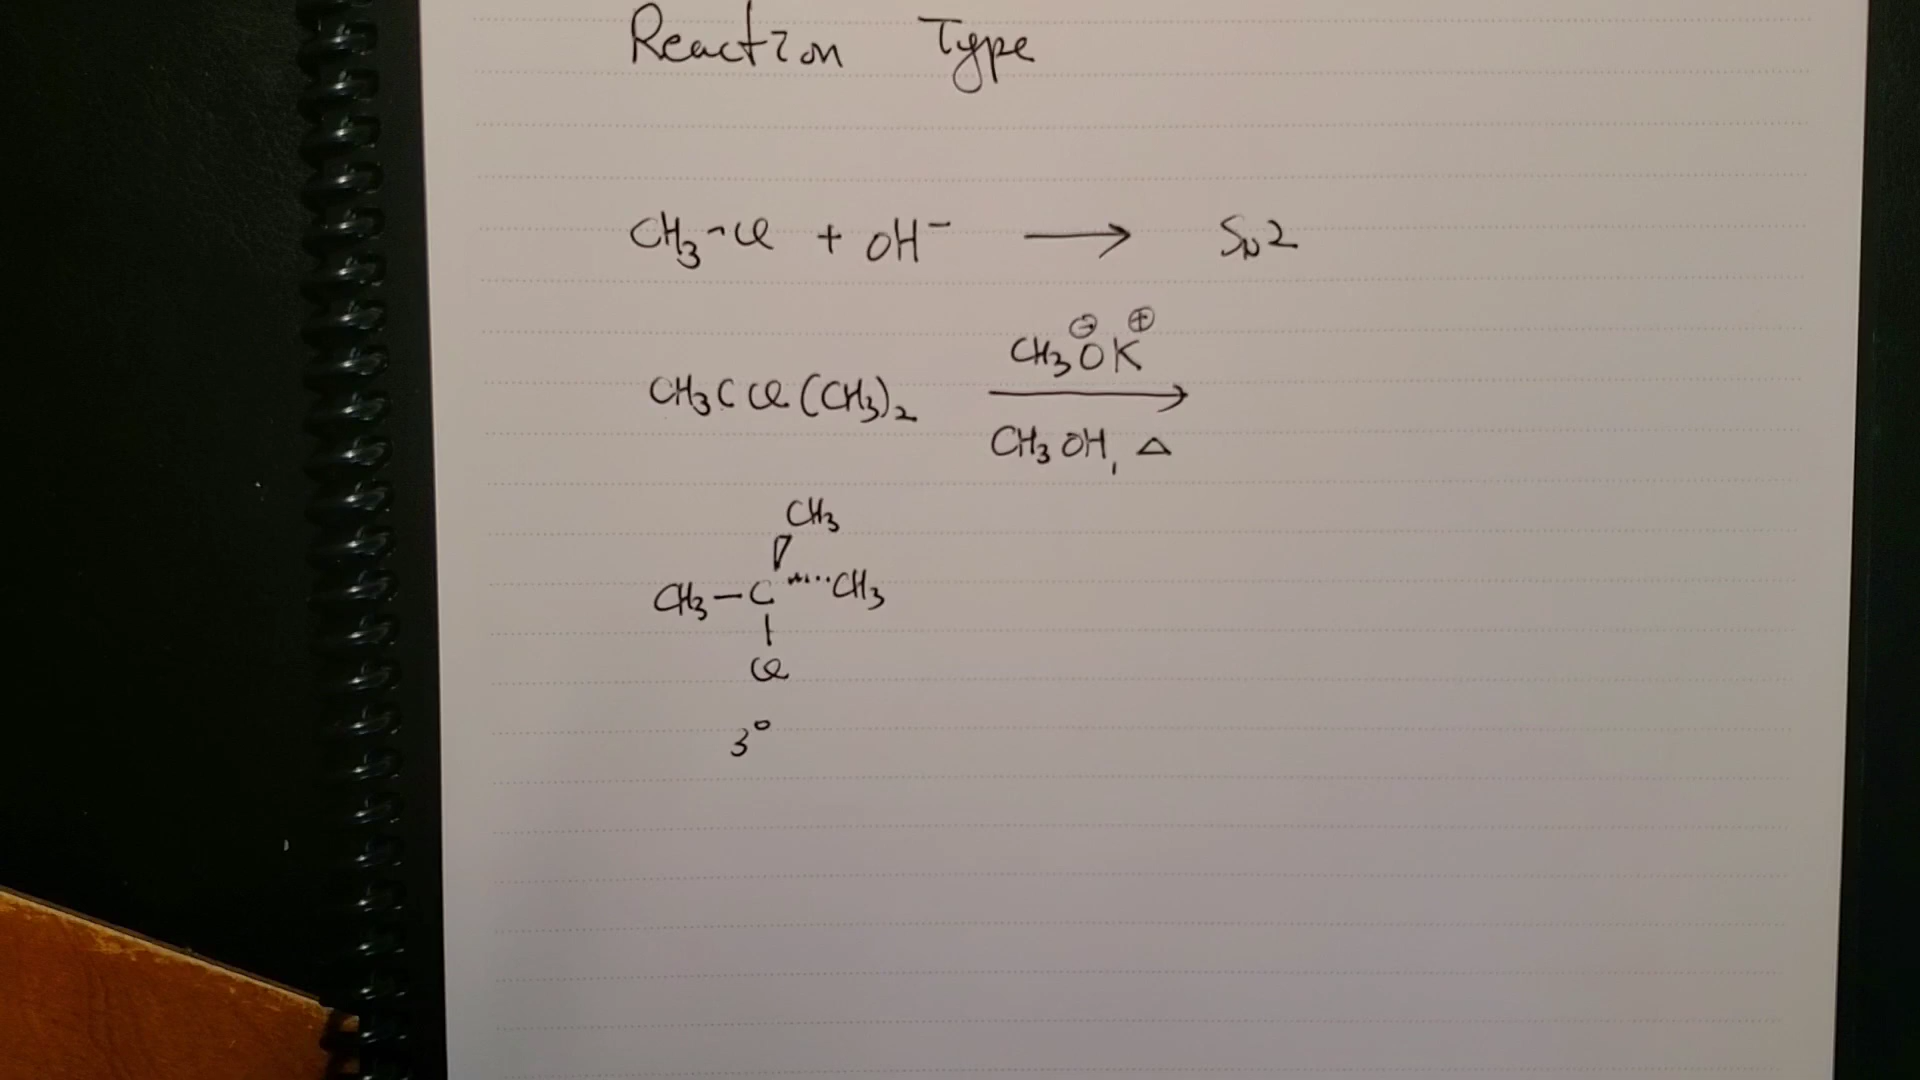 Reaction Type
CH₃-Cl + OH⁻ → SN2
CH₃O⊖K⊕
CH₃CCl(CH₃)₂ →
CH₃OH, Δ
CH₃
CH₃-C····CH₃
Cl
3°